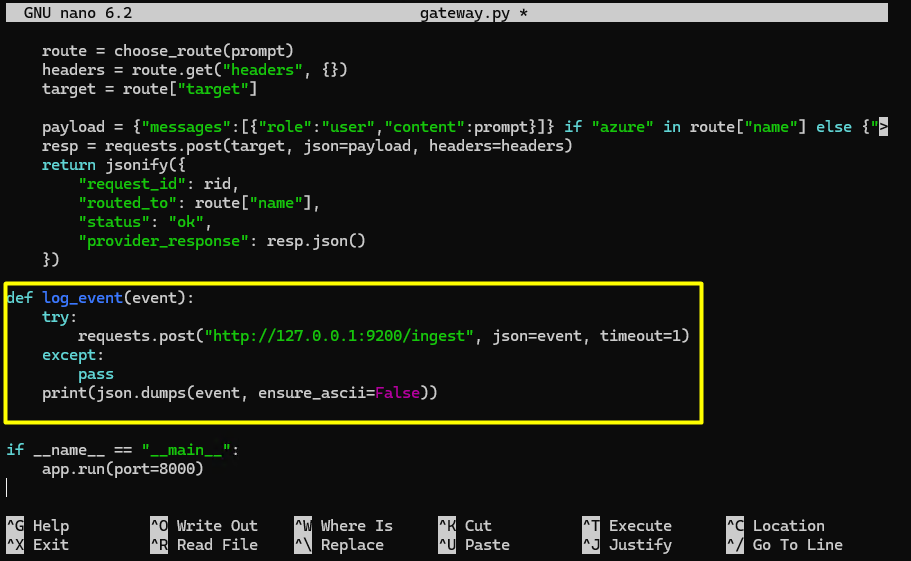 GNU nano 6.2 gateway.py *
    route = choose_route(prompt)
    headers = route.get("headers", {})
    target = route["target"]
    payload = {"messages":[{"role":"user","content":prompt}]} if "azure" in route["name"] else {">
    resp = requests.post(target, json=payload, headers=headers)
    return jsonify({
        "request_id": rid,
        "routed_to": route["name"],
        "status": "ok",
        "provider_response": resp.json()
    })
def log_event(event):
    try:
        requests.post("http://127.0.0.1:9200/ingest", json=event, timeout=1)
    except:
        pass
    print(json.dumps(event, ensure_ascii=False))
if __name__ == "__main__":
    app.run(port=8000)
^G Help ^O Write Out ^W Where Is ^K Cut ^T Execute ^C Location
^X Exit ^R Read File ^\ Replace ^U Paste ^J Justify ^/ Go To Line